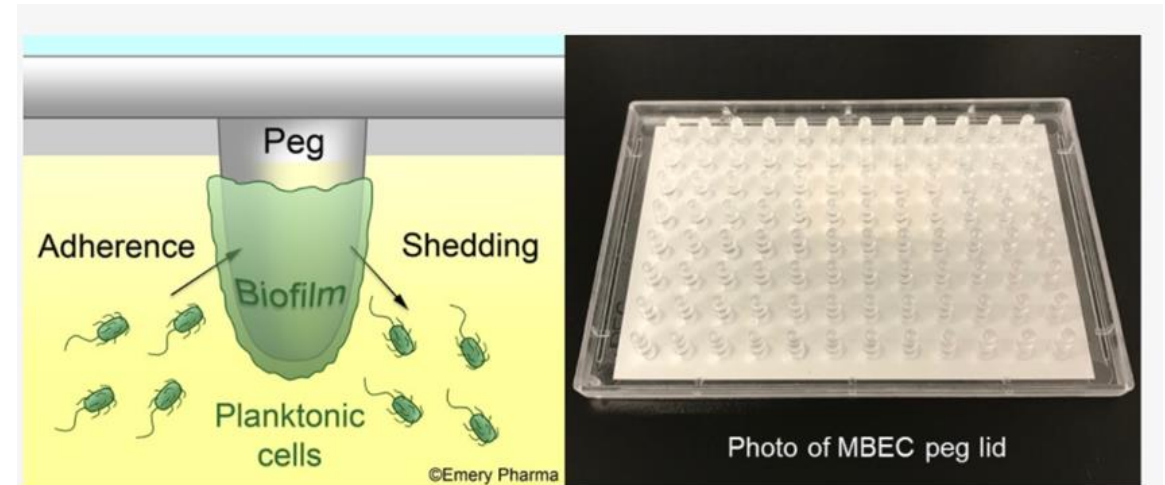 Peg
Adherence
Shedding
Biofilm
Planktonic
cells
©Emery Pharma
Photo of MBEC peg lid